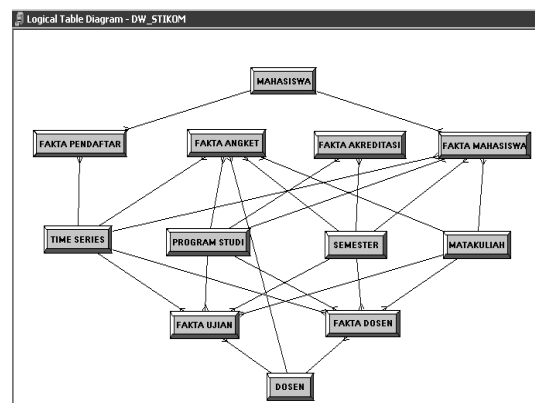 Logical Table Diagram - DW_STIKOM
MAHASISWA
FAKTA PENDAFTAR
FAKTA ANGKET
FAKTA AKREDITASI
FAKTA MAHASISWA
TIME SERIES
PROGRAM STUDI
SEMESTER
MATAKULIAH
FAKTA UJIAN
FAKTA DOSEN
DOSEN